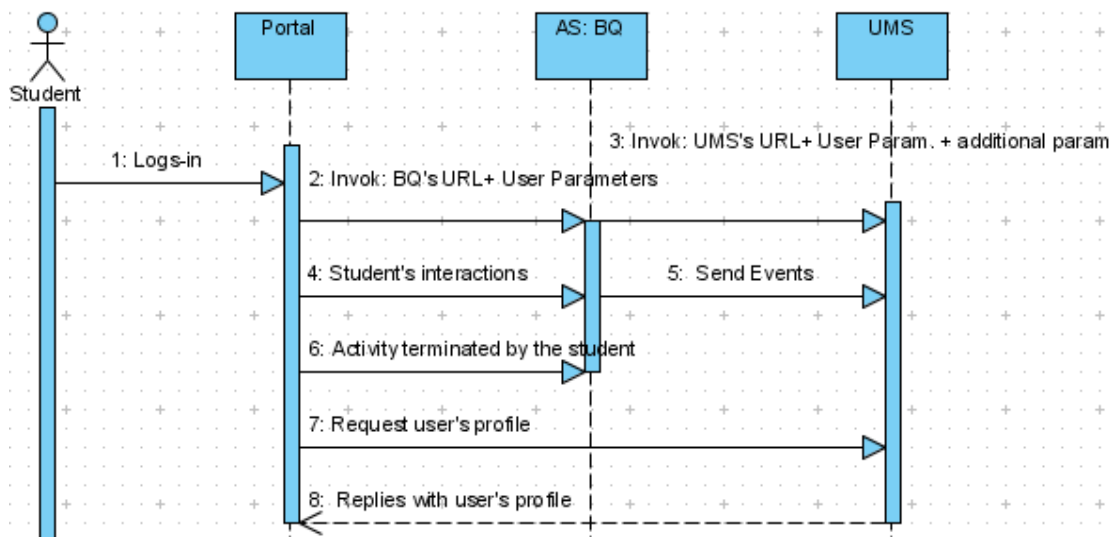 Portal
AS: BQ
UMS
Student
3: Invok: UMS's URL+ User Param. + additional param
1: Logs-in
2: Invok: BQ's URL+ User Parameters
4: Student's interactions
5: Send Events
6: Activity terminated by the student
7: Request user's profile
8: Replies with user's profile